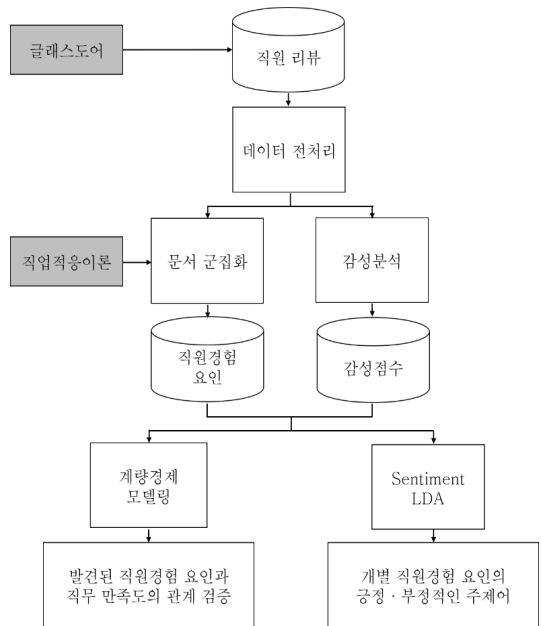 글래스도어
직원 리뷰
데이터 전처리
직업적응이론
문서 군집화
감성분석
직원경험
요인
감성점수
계량경제
모델링
Sentiment
LDA
발견된 직원경험 요인과
직무 만족도의 관계 검증
개별 직원경험 요인의
긍정·부정적인 주제어